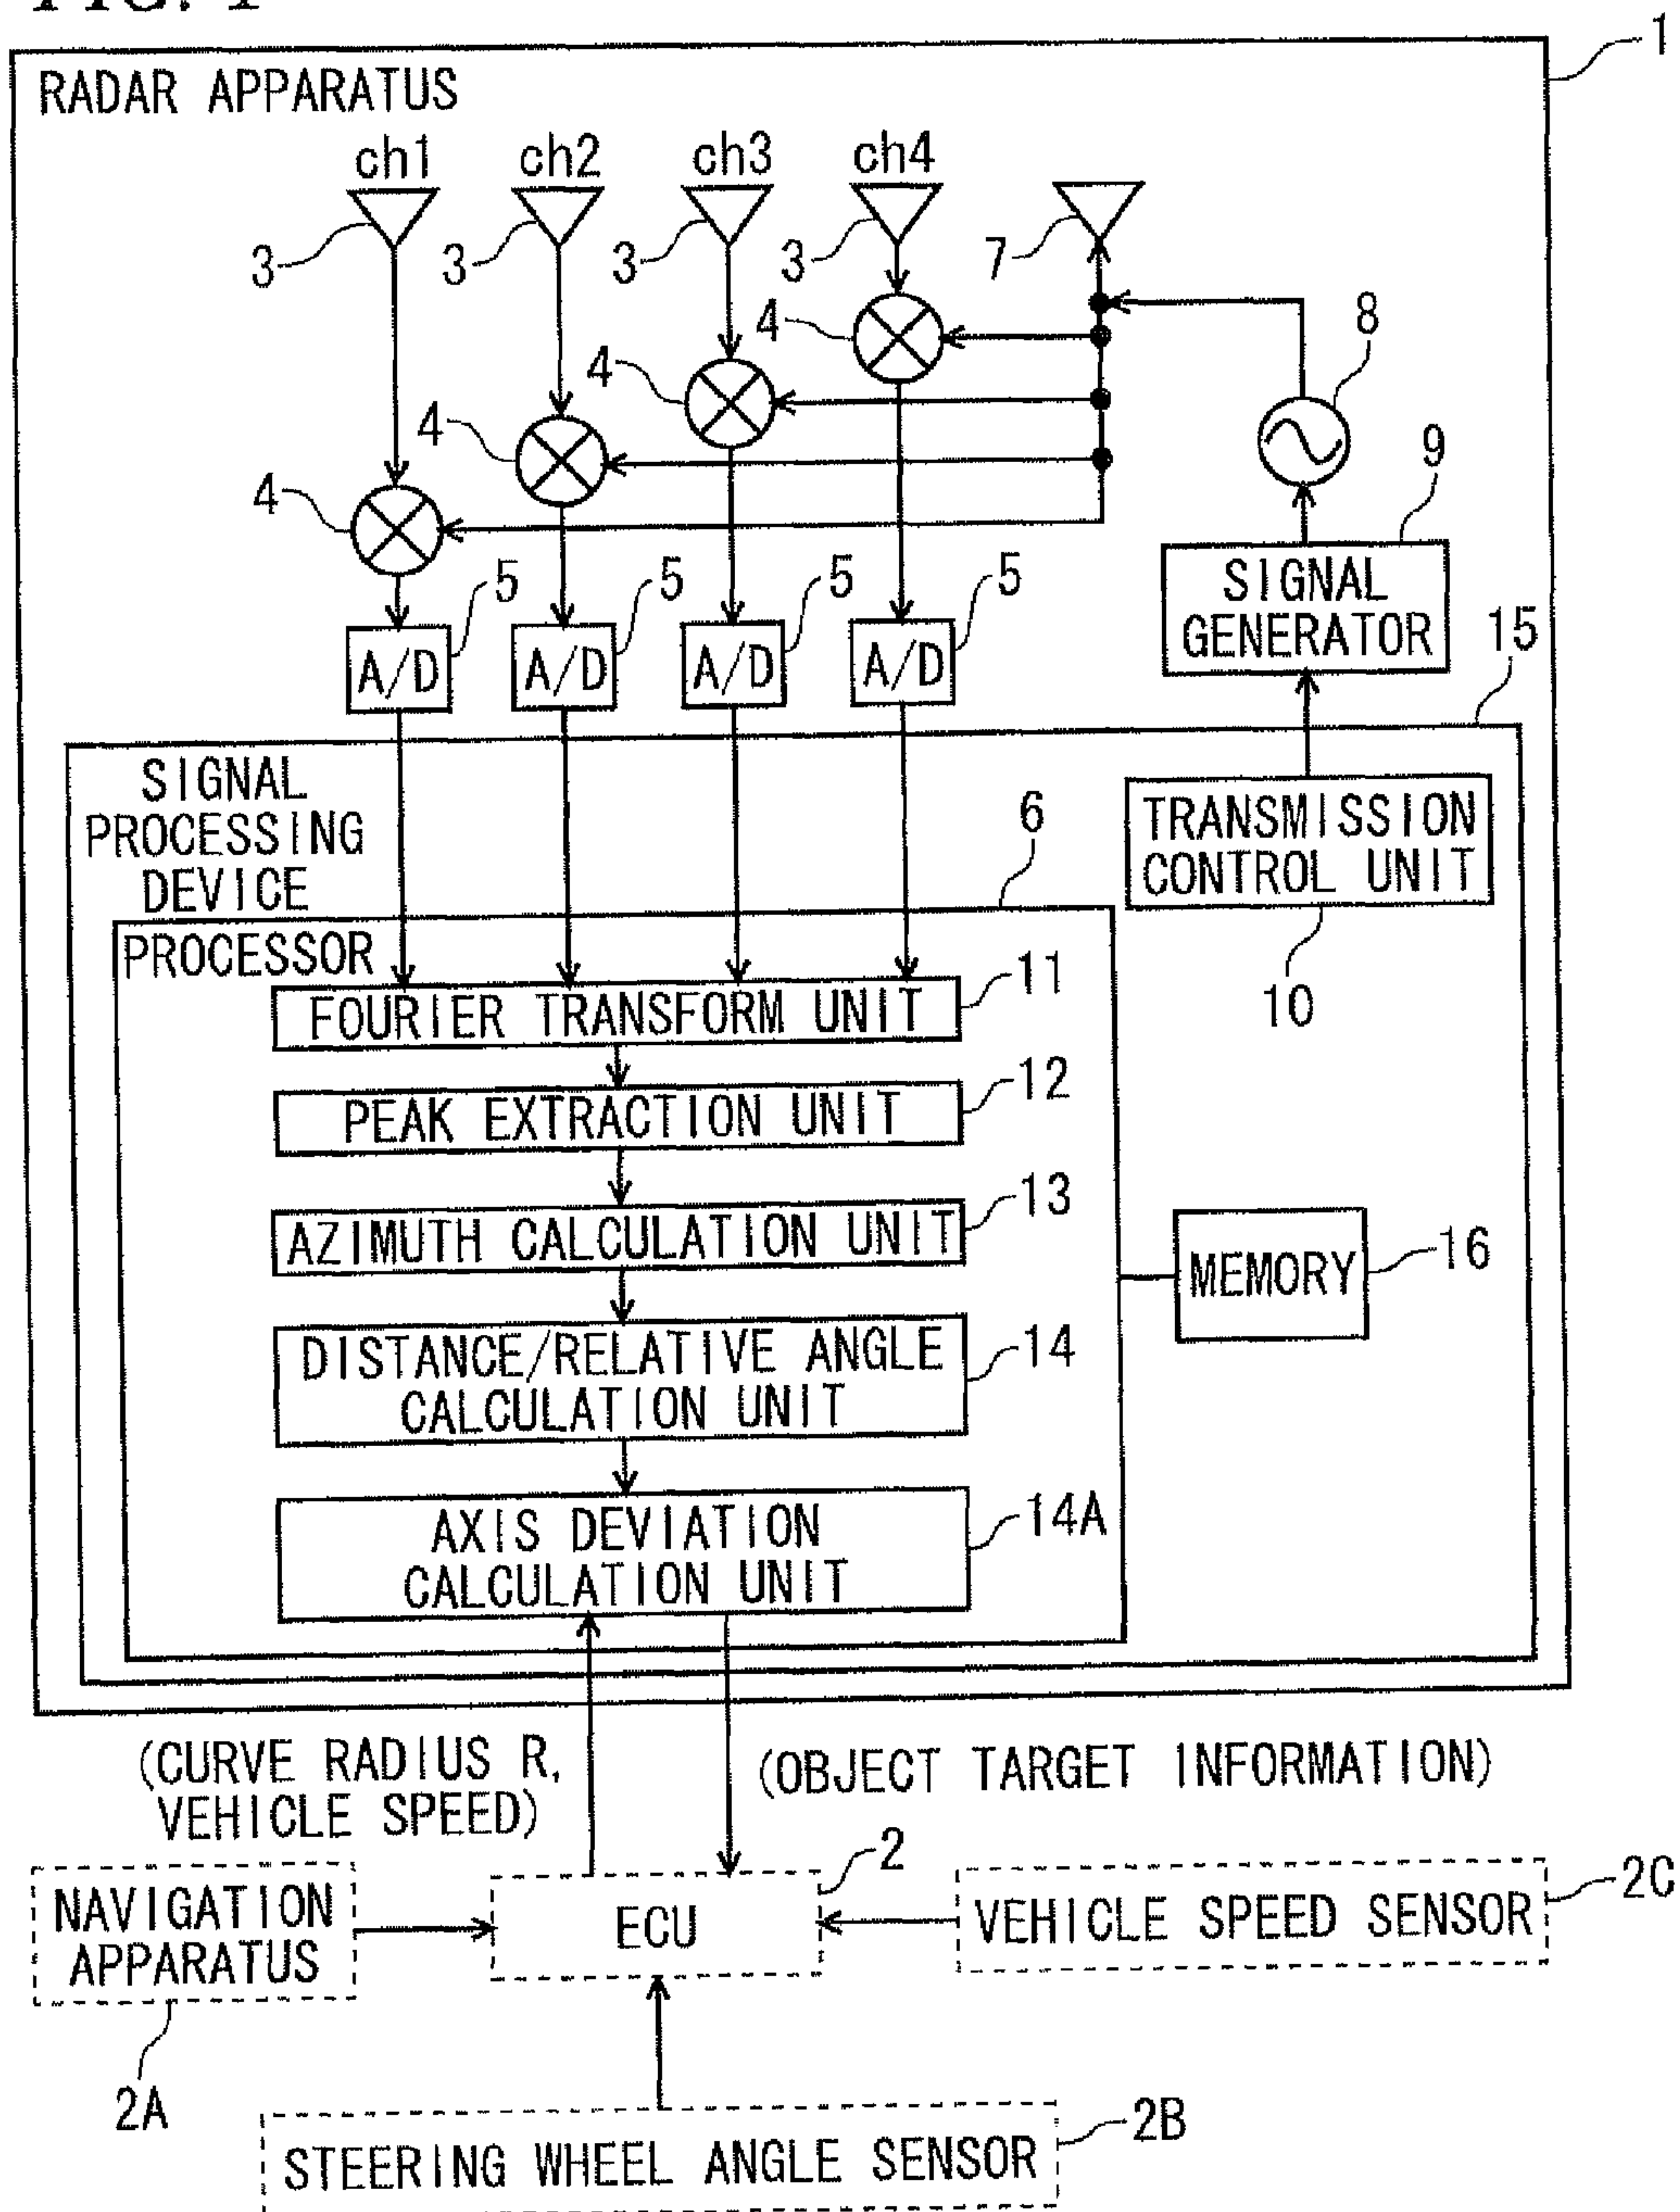 FIG. 1
1
RADAR APPARATUS
ch1 ch2 ch3 ch4
3 3 3 3 7
4 8
4
4 9
4
5 5 5 5
SIGNAL
GENERATOR
15
A/D A/D A/D A/D
SIGNAL
PROCESSING
DEVICE
6
TRANSMISSION
CONTROL UNIT
10
PROCESSOR
FOURIER TRANSFORM UNIT
11
PEAK EXTRACTION UNIT
12
AZIMUTH CALCULATION UNIT
13
MEMORY
16
DISTANCE/RELATIVE ANGLE
CALCULATION UNIT
14
AXIS DEVIATION
CALCULATION UNIT
14A
(CURVE RADIUS R,
VEHICLE SPEED)
(OBJECT TARGET INFORMATION)
NAVIGATION
APPARATUS
2A
ECU
2
VEHICLE SPEED SENSOR
2C
STEERING WHEEL ANGLE SENSOR
2B